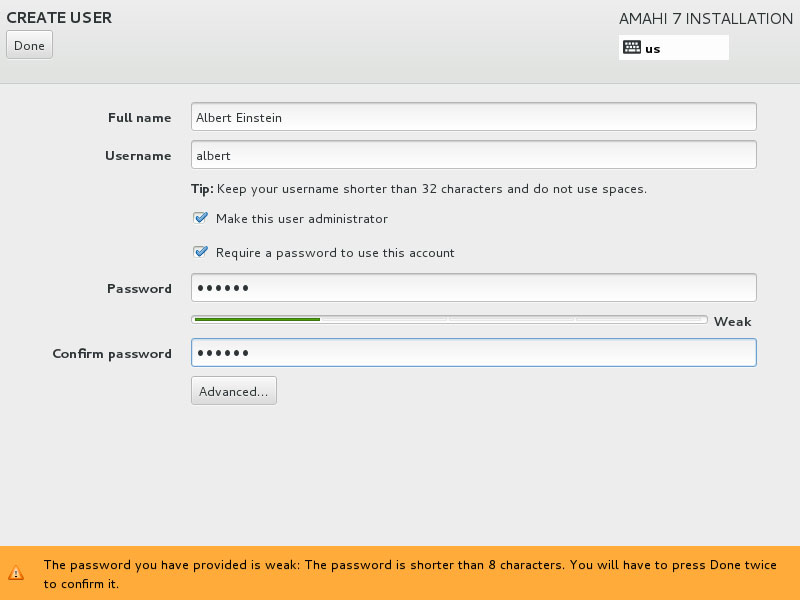 CREATE USER
AMAHI 7 INSTALLATION
Done
us
Full name
Albert Einstein
Username
albert
Tip: Keep your username shorter than 32 characters and do not use spaces.
Make this user administrator
Require a password to use this account
Password
••••••
Weak
Confirm password
••••••
Advanced...
The password you have provided is weak: The password is shorter than 8 characters. You will have to press Done twice
to confirm it.